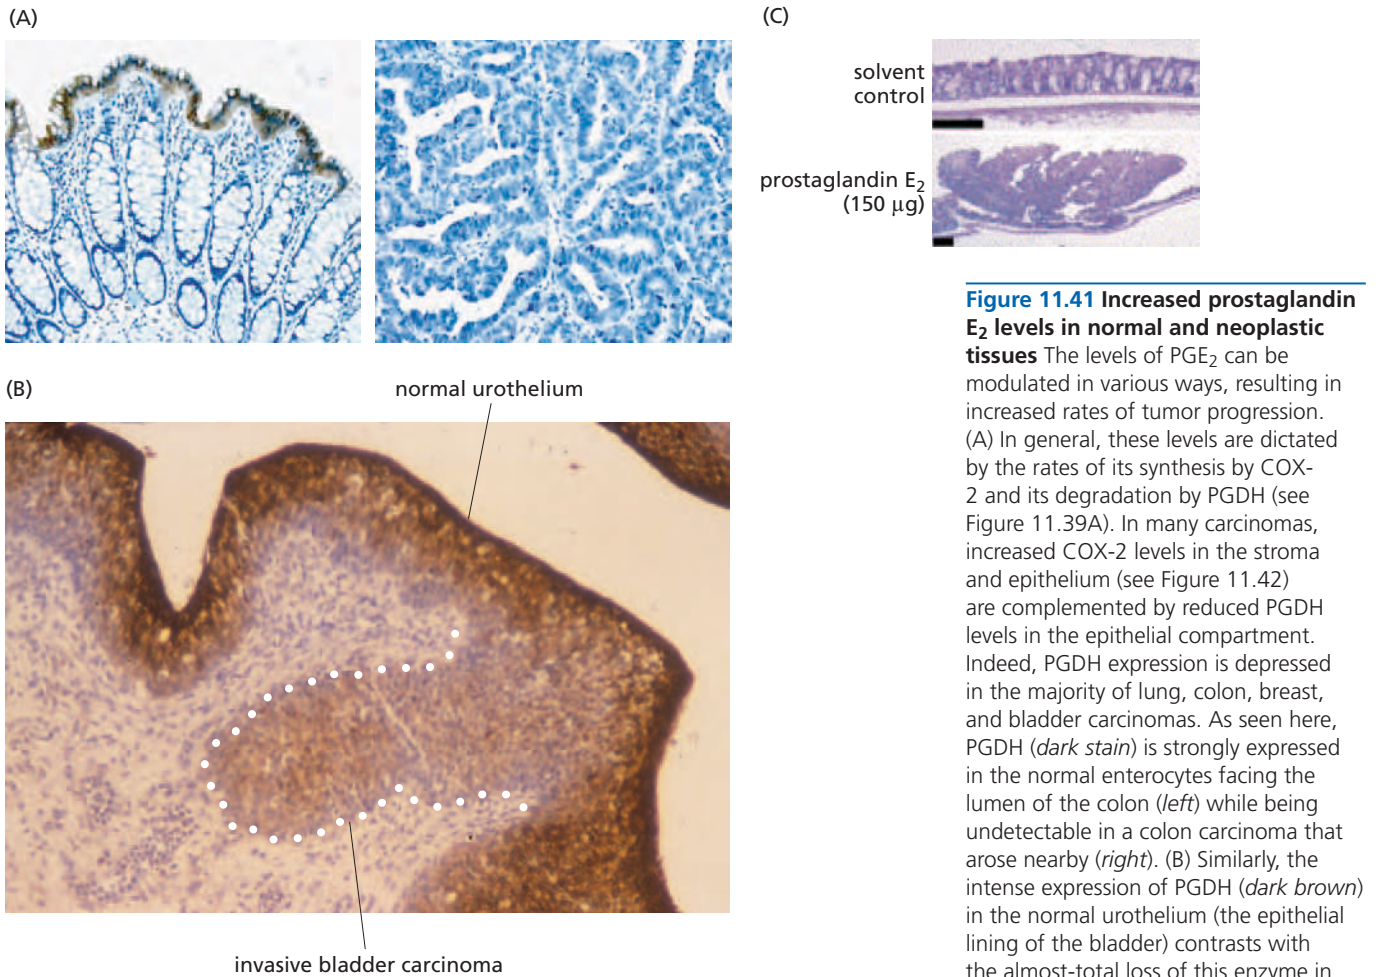 (A)
(C)
solvent
control
prostaglandin E₂
(150 μg)
(B)
normal urothelium
invasive bladder carcinoma
Figure 11.41 Increased prostaglandin
E₂ levels in normal and neoplastic
tissues The levels of PGE₂ can be
modulated in various ways, resulting in
increased rates of tumor progression.
(A) In general, these levels are dictated
by the rates of its synthesis by COX-
2 and its degradation by PGDH (see
Figure 11.39A). In many carcinomas,
increased COX-2 levels in the stroma
and epithelium (see Figure 11.42)
are complemented by reduced PGDH
levels in the epithelial compartment.
Indeed, PGDH expression is depressed
in the majority of lung, colon, breast,
and bladder carcinomas. As seen here,
PGDH (dark stain) is strongly expressed
in the normal enterocytes facing the
lumen of the colon (left) while being
undetectable in a colon carcinoma that
arose nearby (right). (B) Similarly, the
intense expression of PGDH (dark brown)
in the normal urothelium (the epithelial
lining of the bladder) contrasts with
the almost-total loss of this enzyme in